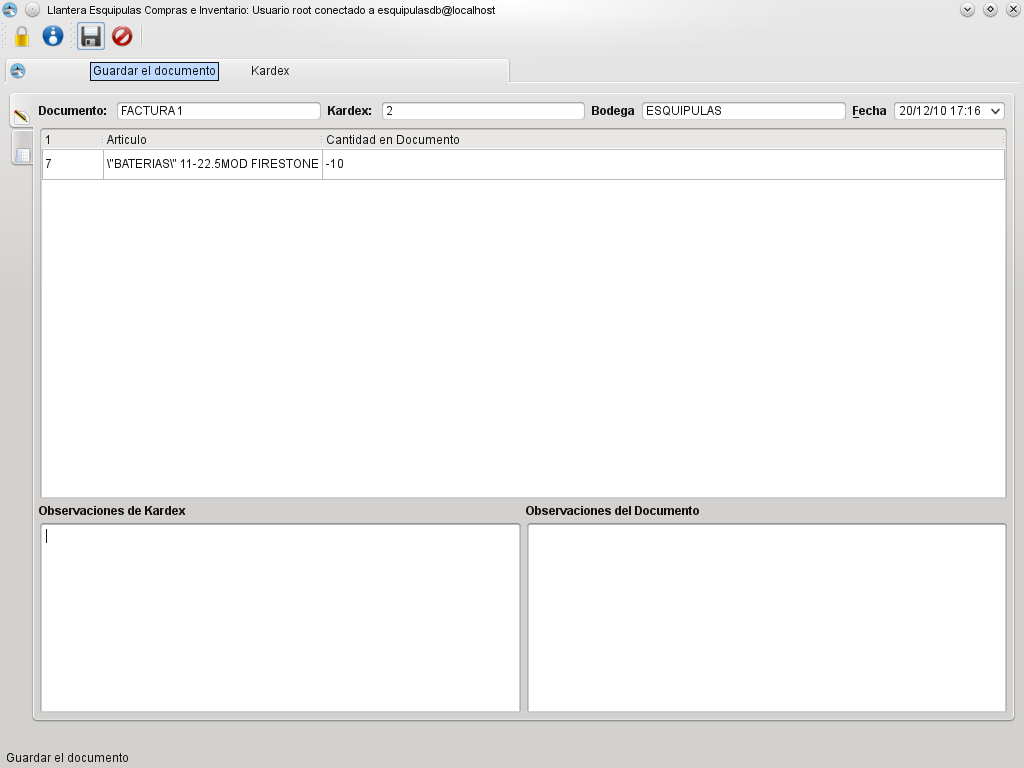 Llantera Esquipulas Compras e Inventario: Usuario root conectado a esquipulasdb@localhost
Guardar el documento Kardex
Documento: FACTURA1 Kardex: 2 Bodega ESQUIPULAS Fecha 20/12/10 17:16
1 Articulo Cantidad en Documento
7 \"BATERIAS\" 11-22.5MOD FIRESTONE -10
Observaciones de Kardex Observaciones del Documento
Guardar el documento